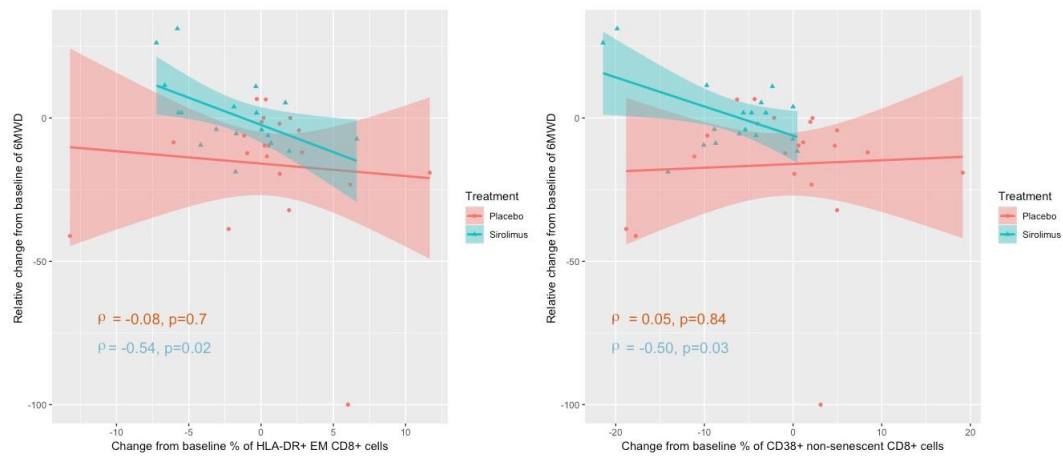 Relative change from baseline of 6MWD
0
-50
-100
ρ = -0.08, p=0.7
ρ = -0.54, p=0.02
-10
-5
0
5
10
Change from baseline % of HLA-DR+ EM CD8+ cells
Treatment
Placebo
Sirolimus
Relative change from baseline of 6MWD
0
-50
-100
ρ = 0.05, p=0.84
ρ = -0.50, p=0.03
-20
-10
0
10
20
Change from baseline % of CD38+ non-senescent CD8+ cells
Treatment
Placebo
Sirolimus